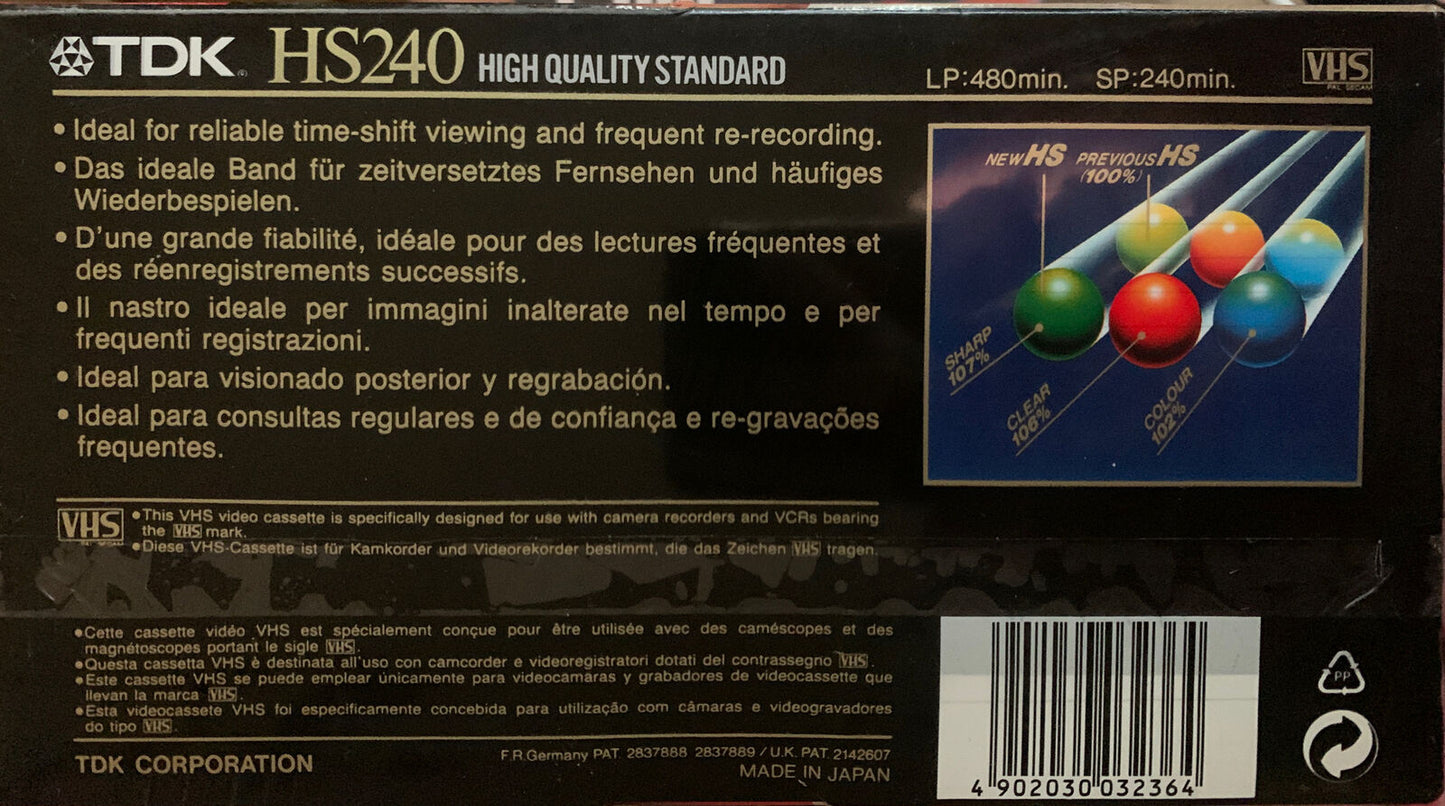 TDK HS240 HIGH QUALITY STANDARD LP:480min. SP:240min. VHS
PAL SECAM
• Ideal for reliable time-shift viewing and frequent re-recording.
• Das ideale Band für zeitversetztes Fernsehen und häufiges
Wiederbespielen.
• D'une grande fiabilité, idéale pour des lectures fréquentes et
des réenregistrements successifs.
• Il nastro ideale per immagini inalterate nel tempo e per
frequenti registrazioni.
• Ideal para visionado posterior y regrabación.
• Ideal para consultas regulares e de confiança e re-gravações
frequentes.
NEW HS PREVIOUS HS
(100%)
SHARP
107%
CLEAR
106%
COLOUR
102%
VHS
PAL SECAM
•This VHS video cassette is specifically designed for use with camera recorders and VCRs bearing
the VHS mark.
•Diese VHS-Cassette ist für Kamkorder und Videorekorder bestimmt, die das Zeichen VHS tragen.
•Cette cassette vidéo VHS est spécialement conçue pour être utilisée avec des caméscopes et des
magnétoscopes portant le sigle VHS.
•Questa cassetta VHS è destinata all'uso con camcorder e videoregistratori dotati del contrassegno VHS.
•Este cassette VHS se puede emplear únicamente para videocamaras y grabadores de videocassette que
llevan la marca VHS.
•Esta videocassete VHS foi especificamente concebida para utilização com câmaras e videogravadores
do tipo VHS.
TDK CORPORATION
F.R.Germany PAT. 2837888 2837889 / U.K. PAT. 2142607
MADE IN JAPAN
4 902030 032364
PP